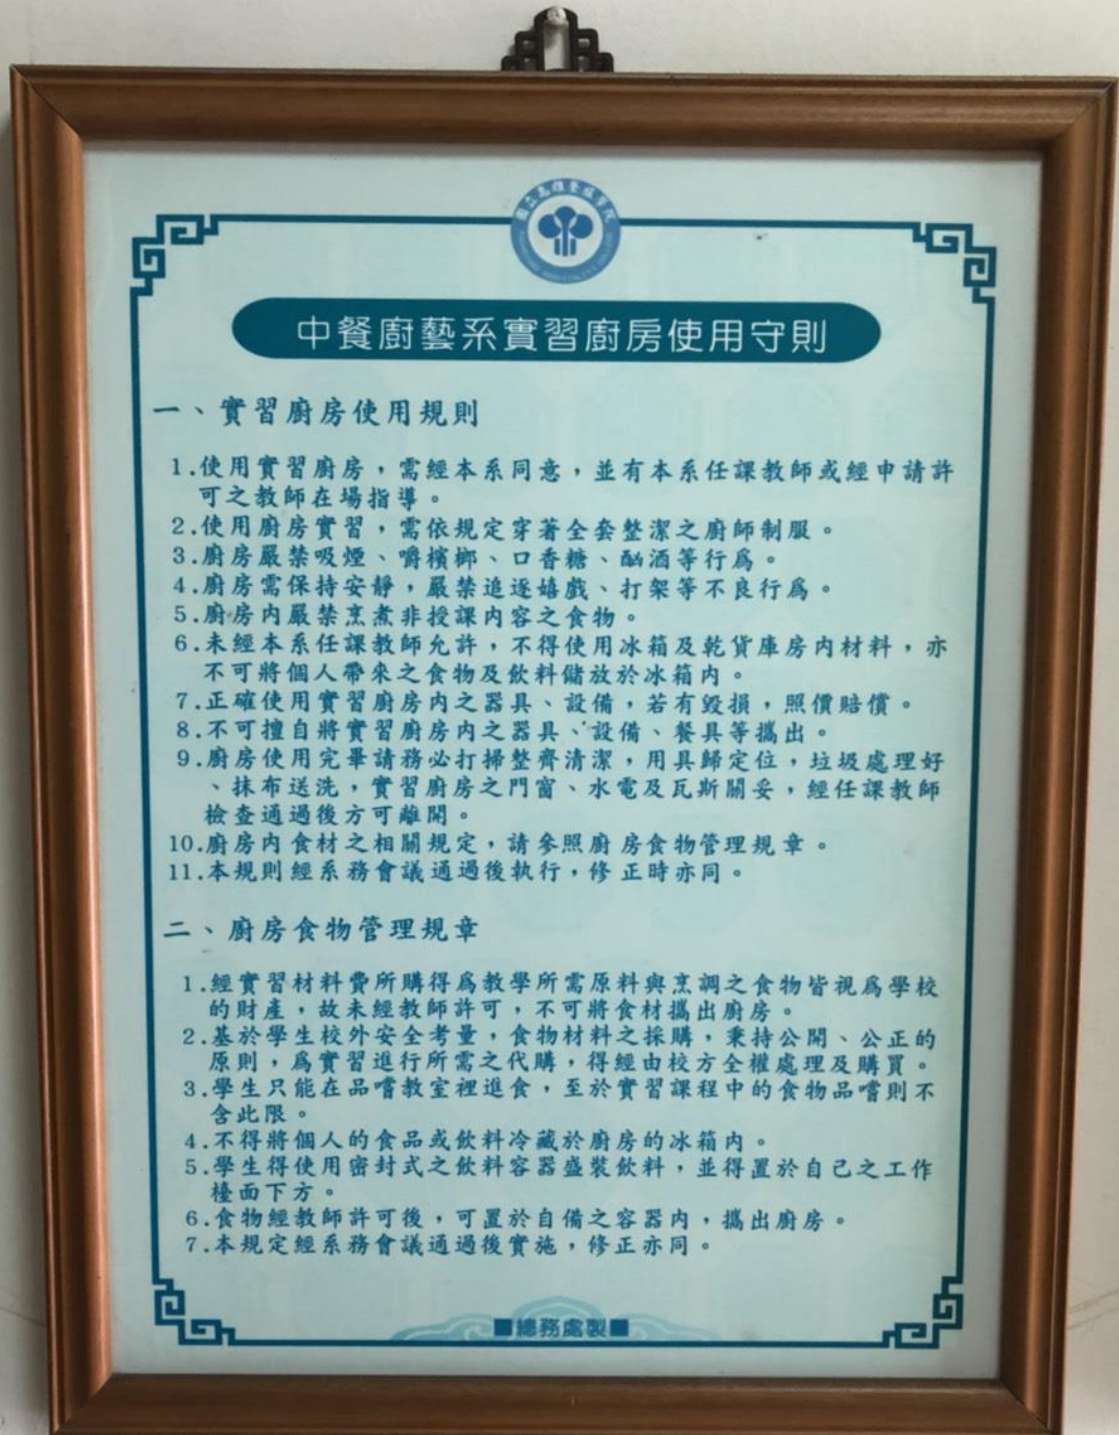 國立高雄餐旅學院
中餐廚藝系實習廚房使用守則
一、實習廚房使用規則
1.使用實習廚房，需經本系同意，並有本系任課教師或經申請許
可之教師在場指導。
2.使用廚房實習，需依規定穿著全套整潔之廚師制服。
3.廚房嚴禁吸煙、嚼檳榔、口香糖、酗酒等行為。
4.廚房需保持安靜，嚴禁追逐嬉戲、打架等不良行為。
5.廚房內嚴禁烹煮非授課內容之食物。
6.未經本系任課教師允許，不得使用冰箱及乾貨庫房內材料，亦
不可將個人帶來之食物及飲料儲放於冰箱內。
7.正確使用實習廚房內之器具、設備，若有毀損，照價賠償。
8.不可擅自將實習廚房內之器具、設備、餐具等攜出。
9.廚房使用完畢請務必打掃整齊清潔，用具歸定位，垃圾處理好
、抹布送洗，實習廚房之門窗、水電及瓦斯關妥，經任課教師
檢查通過後方可離開。
10.廚房內食材之相關規定，請參照廚房食物管理規章。
11.本規則經系務會議通過後執行，修正時亦同。
二、廚房食物管理規章
1.經實習材料費所購得為教學所需原料與烹調之食物皆視為學校
的財產，故未經教師許可，不可將食材攜出廚房。
2.基於學生校外安全考量，食物材料之採購，秉持公開、公正的
原則，為實習進行所需之代購，得經由校方全權處理及購買。
3.學生只能在品嚐教室裡進食，至於實習課程中的食物品嚐則不
含此限。
4.不得將個人的食品或飲料冷藏於廚房的冰箱內。
5.學生得使用密封式之飲料容器盛裝飲料，並得置於自己之工作
檯面下方。
6.食物經教師許可後，可置於自備之容器內，攜出廚房。
7.本規定經系務會議通過後實施，修正亦同。
■總務處製■